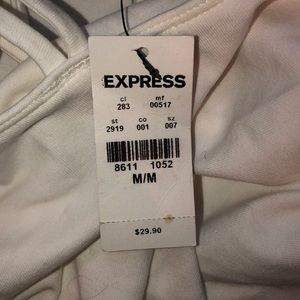 EXPRESS
cl mf
283 00517
st co sz
2919 001 007
8611 1052
M/M
$29.90